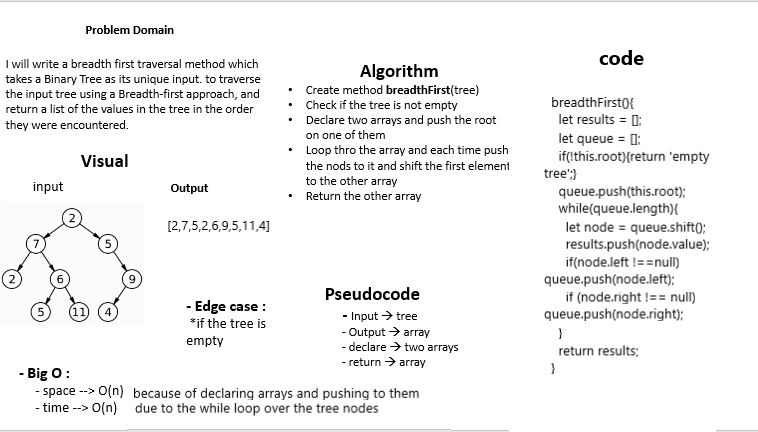 Problem Domain
I will write a breadth first traversal method which
takes a Binary Tree as its unique input. to traverse
the input tree using a Breadth-first approach, and
return a list of the values in the tree in the order
they were encountered.
Visual
input
Output
2
7
5
2
6
9
5
11
4
[2,7,5,2,6,9,5,11,4]
- Edge case :
*if the tree is
empty
- Big O :
- space --> O(n) because of declaring arrays and pushing to them
- time --> O(n) due to the while loop over the tree nodes
Algorithm
• Create method breadthFirst(tree)
• Check if the tree is not empty
• Declare two arrays and push the root
on one of them
• Loop thro the array and each time push
the nods to it and shift the first element
to the other array
• Return the other array
Pseudocode
- Input → tree
- Output → array
- declare → two arrays
- return → array
code
breadthFirst(){
let results = [];
let queue = [];
if(!this.root){return 'empty
tree';}
queue.push(this.root);
while(queue.length){
let node = queue.shift();
results.push(node.value);
if(node.left !==null)
queue.push(node.left);
if (node.right !== null)
queue.push(node.right);
}
return results;
}